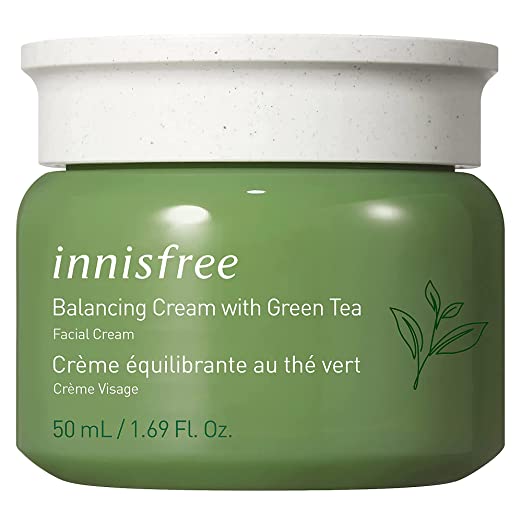 innisfree
Balancing Cream with Green Tea
Facial Cream
Crème équilibrante au thé vert
Crème Visage
50 mL / 1.69 Fl. Oz.